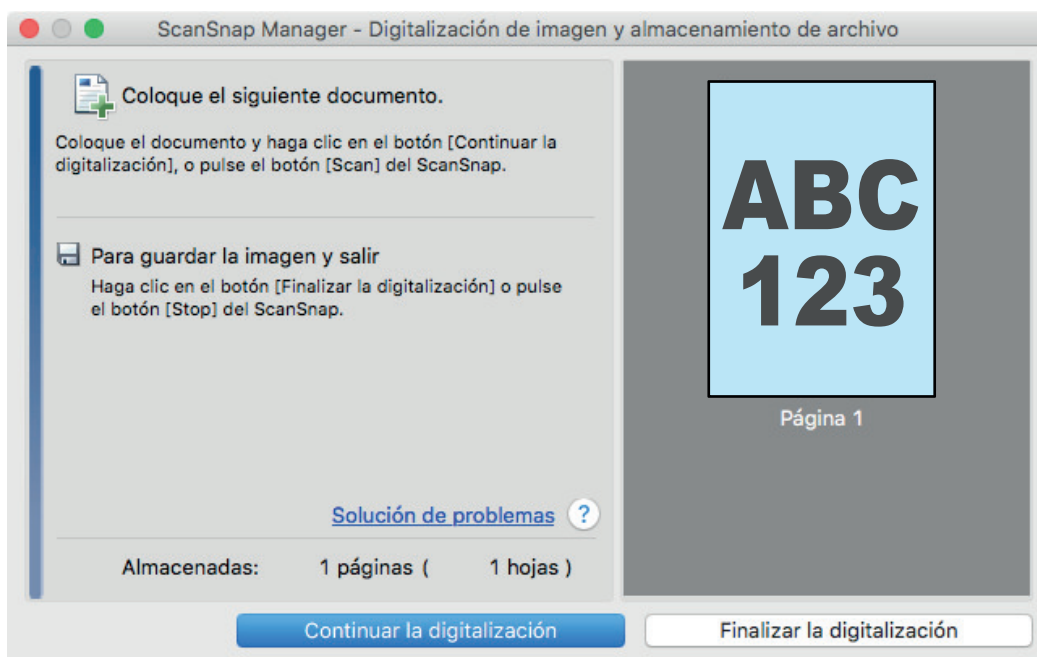 ScanSnap Manager - Digitalización de imagen y almacenamiento de archivo
Coloque el siguiente documento.
Coloque el documento y haga clic en el botón [Continuar la
digitalización], o pulse el botón [Scan] del ScanSnap.
Para guardar la imagen y salir
Haga clic en el botón [Finalizar la digitalización] o pulse
el botón [Stop] del ScanSnap.
Solución de problemas ?
Almacenadas: 1 páginas ( 1 hojas )
ABC
123
Página 1
Continuar la digitalización
Finalizar la digitalización